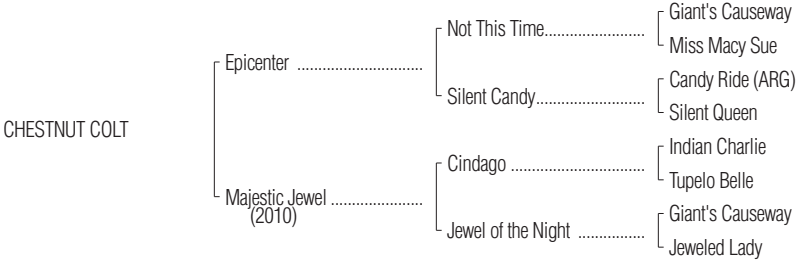 Giant's Causeway
Not This Time........................
Miss Macy Sue
Epicenter ..............................
Candy Ride (ARG)
Silent Candy..........................
Silent Queen
CHESTNUT COLT
Indian Charlie
Cindago ................................
Tupelo Belle
Majestic Jewel ......................
(2010)
Giant's Causeway
Jewel of the Night ................
Jeweled Lady